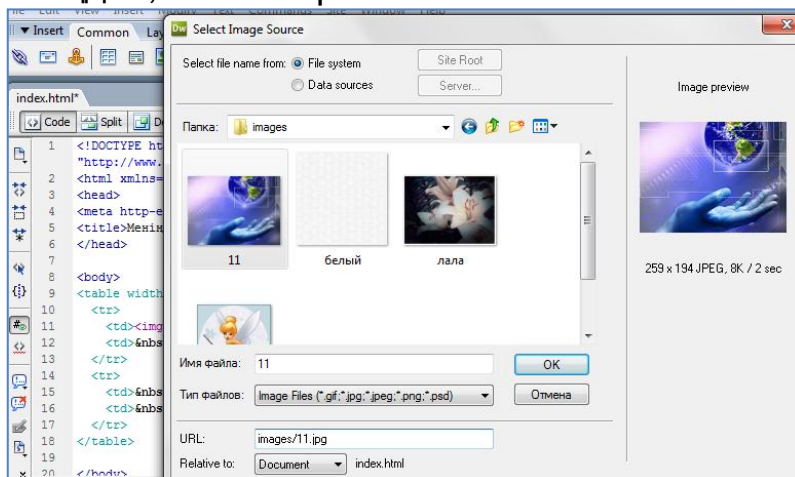 Insert Common Lay
Select Image Source
Select file name from: File system
Site Root
Data sources
Server...
Image preview
index.html*
Code Split
Папка: images
11
белый
лала
259 x 194 JPEG, 8K / 2 sec
1 <!DOCTYPE ht
"http://www.
2 <html xmlns=
3 <head>
4 <meta http-e
5 <title>Менің
6 </head>
7
8 <body>
9 <table width
10 <tr>
11 <td><img
12 <td>&nbs
13 </tr>
14 <tr>
15 <td>&nbs
16 <td>&nbs
17 </tr>
18 </table>
19
20 </body>
Имя файла: 11
OK
Тип файлов: Image Files (*.gif;*.jpg;*.jpeg;*.png;*.psd)
Отмена
URL: images/11.jpg
Relative to: Document index.html